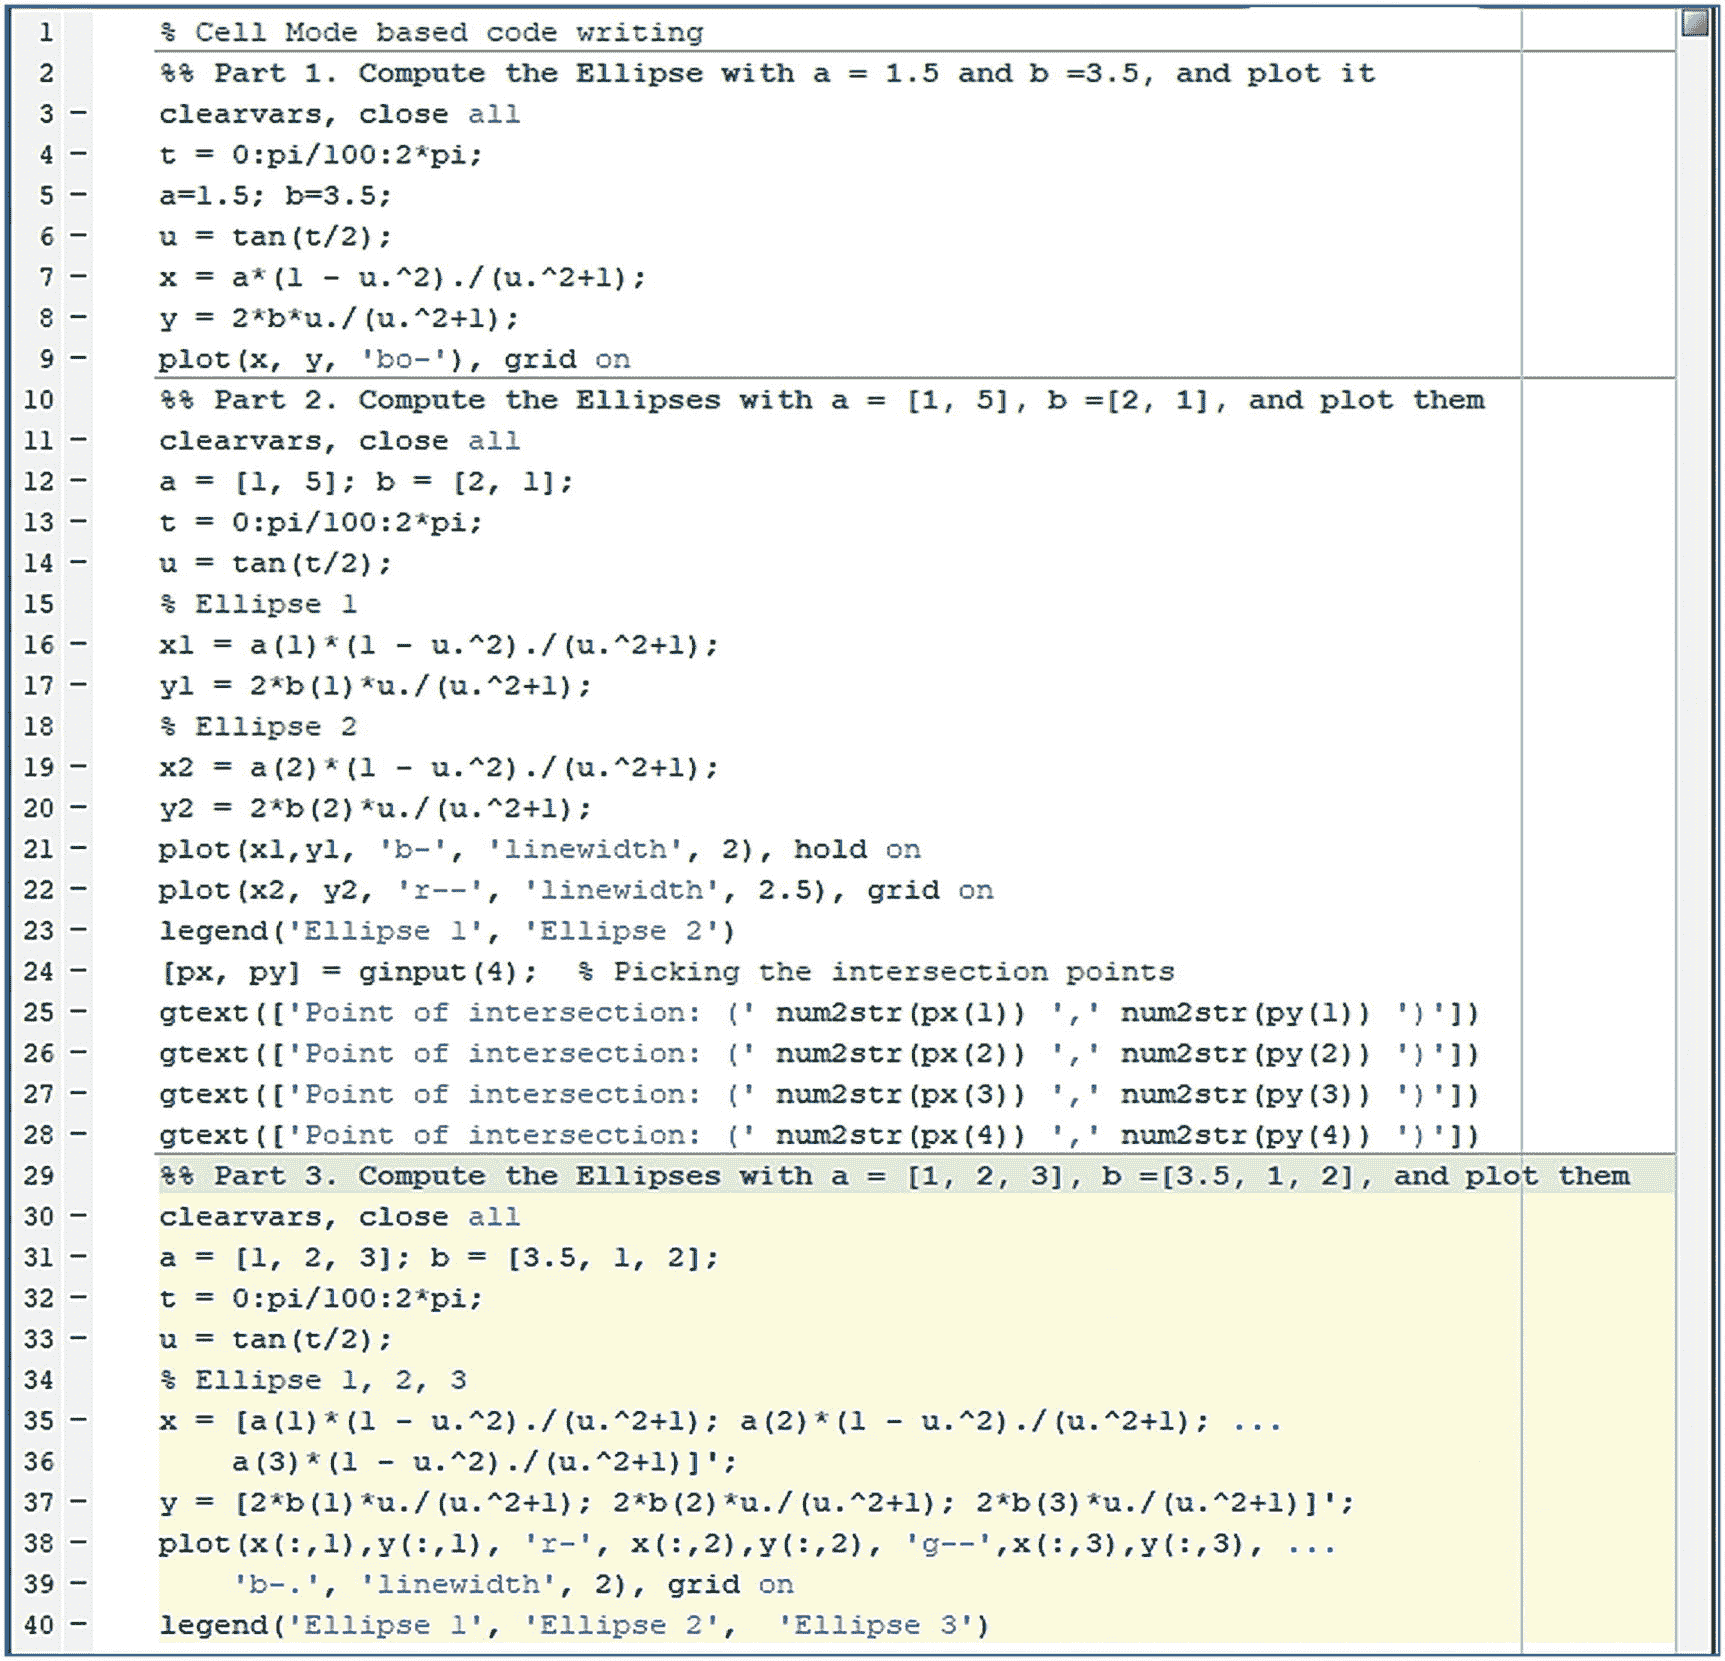 1 % Cell Mode based code writing
2 %% Part 1. Compute the Ellipse with a = 1.5 and b =3.5, and plot it
3 - clearvars, close all
4 - t = 0:pi/100:2*pi;
5 - a=1.5; b=3.5;
6 - u = tan(t/2);
7 - x = a*(1 - u.^2)./(u.^2+1);
8 - y = 2*b*u./(u.^2+1);
9 - plot(x, y, 'bo-'), grid on
10 %% Part 2. Compute the Ellipses with a = [1, 5], b =[2, 1], and plot them
11 - clearvars, close all
12 - a = [1, 5]; b = [2, 1];
13 - t = 0:pi/100:2*pi;
14 - u = tan(t/2);
15 % Ellipse 1
16 - x1 = a(1)*(1 - u.^2)./(u.^2+1);
17 - y1 = 2*b(1)*u./(u.^2+1);
18 % Ellipse 2
19 - x2 = a(2)*(1 - u.^2)./(u.^2+1);
20 - y2 = 2*b(2)*u./(u.^2+1);
21 - plot(x1,y1, 'b-', 'linewidth', 2), hold on
22 - plot(x2, y2, 'r--', 'linewidth', 2.5), grid on
23 - legend('Ellipse 1', 'Ellipse 2')
24 - [px, py] = ginput(4);  % Picking the intersection points
25 - gtext(['Point of intersection: (' num2str(px(1)) ',' num2str(py(1)) ')'])
26 - gtext(['Point of intersection: (' num2str(px(2)) ',' num2str(py(2)) ')'])
27 - gtext(['Point of intersection: (' num2str(px(3)) ',' num2str(py(3)) ')'])
28 - gtext(['Point of intersection: (' num2str(px(4)) ',' num2str(py(4)) ')'])
29 %% Part 3. Compute the Ellipses with a = [1, 2, 3], b =[3.5, 1, 2], and plot them
30 - clearvars, close all
31 - a = [1, 2, 3]; b = [3.5, 1, 2];
32 - t = 0:pi/100:2*pi;
33 - u = tan(t/2);
34 % Ellipse 1, 2, 3
35 - x = [a(1)*(1 - u.^2)./(u.^2+1); a(2)*(1 - u.^2)./(u.^2+1); ...
36 a(3)*(1 - u.^2)./(u.^2+1)]';
37 - y = [2*b(1)*u./(u.^2+1); 2*b(2)*u./(u.^2+1); 2*b(3)*u./(u.^2+1)]';
38 - plot(x(:,1),y(:,1), 'r-', x(:,2),y(:,2), 'g--',x(:,3),y(:,3), ...
39 - 'b-.', 'linewidth', 2), grid on
40 - legend('Ellipse 1', 'Ellipse 2',  'Ellipse 3')